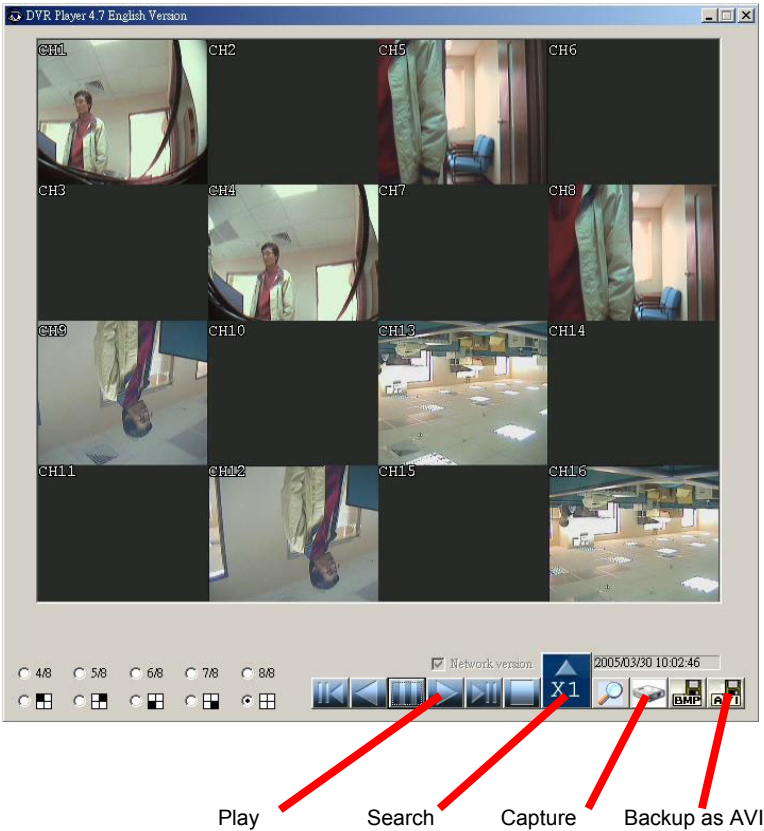 DVR Player 4.7 English Version
CH1 CH2 CH5 CH6
CH3 CH4 CH7 CH8
CH9 CH10 CH13 CH14
CH11 CH12 CH15 CH16
Network version
2005/03/30 10:02:46
4/8 5/8 6/8 7/8 8/8
X1
BMP
AVI
Play Search Capture Backup as AVI